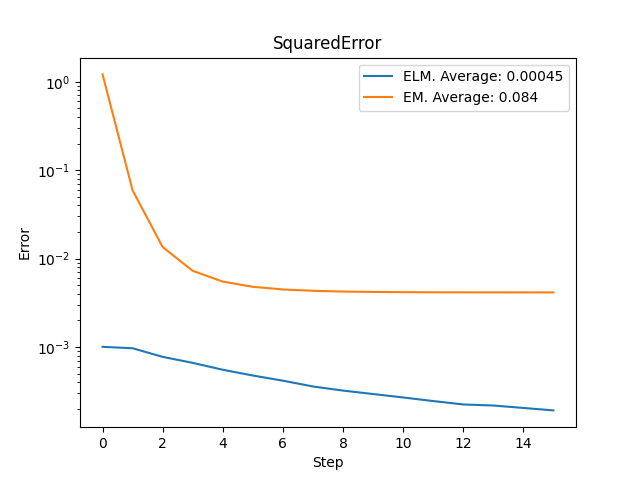 SquaredError
ELM. Average: 0.00045
EM. Average: 0.084
10⁰
10⁻¹
10⁻²
10⁻³
Error
0 2 4 6 8 10 12 14
Step